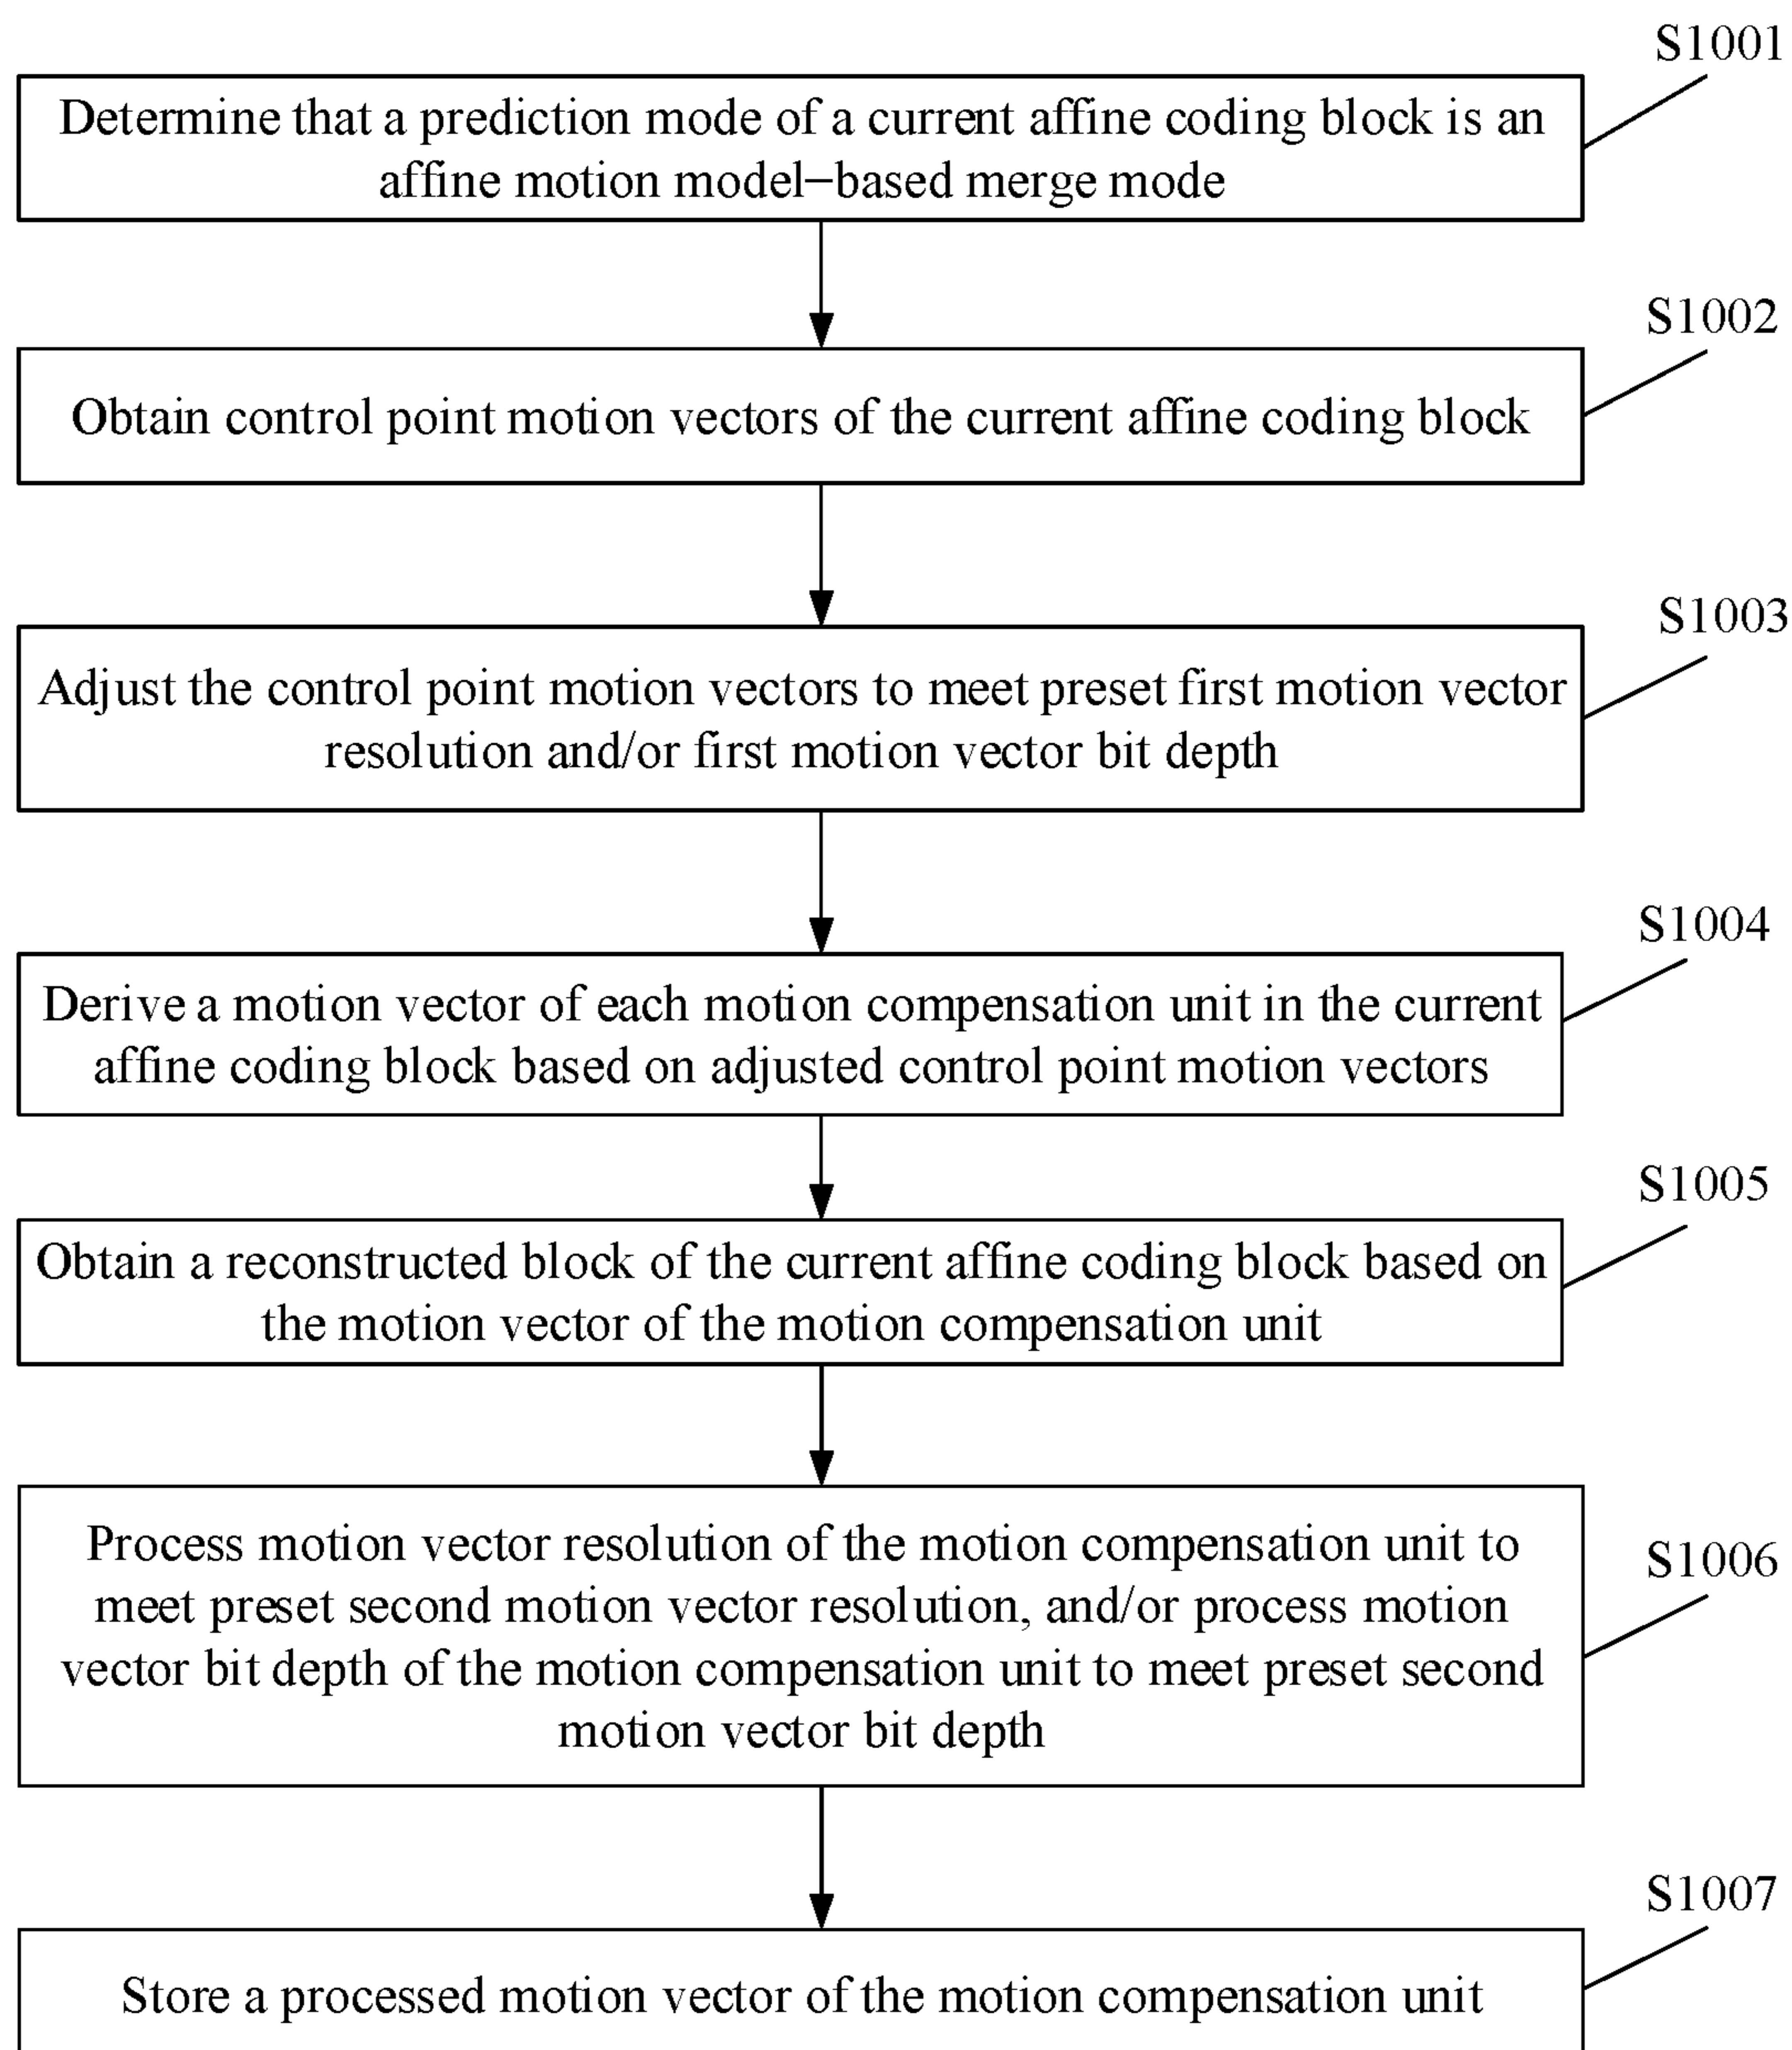 S1001
Determine that a prediction mode of a current affine coding block is an
affine motion model−based merge mode
S1002
Obtain control point motion vectors of the current affine coding block
S1003
Adjust the control point motion vectors to meet preset first motion vector
resolution and/or first motion vector bit depth
S1004
Derive a motion vector of each motion compensation unit in the current
affine coding block based on adjusted control point motion vectors
S1005
Obtain a reconstructed block of the current affine coding block based on
the motion vector of the motion compensation unit
S1006
Process motion vector resolution of the motion compensation unit to
meet preset second motion vector resolution, and/or process motion
vector bit depth of the motion compensation unit to meet preset second
motion vector bit depth
S1007
Store a processed motion vector of the motion compensation unit